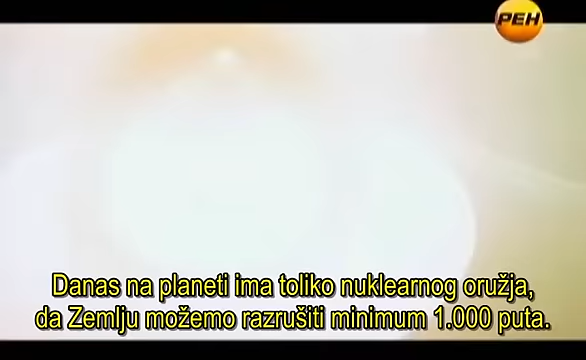 РЕН
Danas na planeti ima toliko nuklearnog oružja,
da Zemlju možemo razrušiti minimum 1.000 puta.